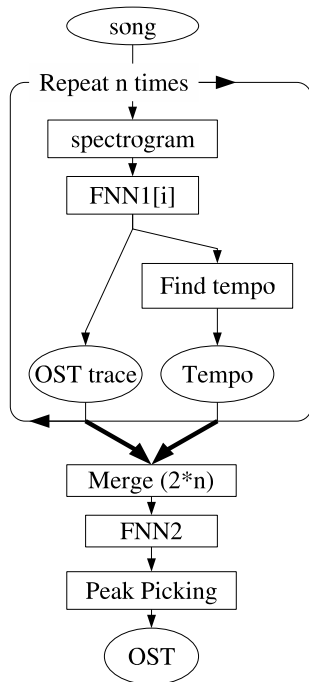 song
Repeat n times
spectrogram
FNN1[i]
Find tempo
OST trace
Tempo
Merge (2*n)
FNN2
Peak Picking
OST